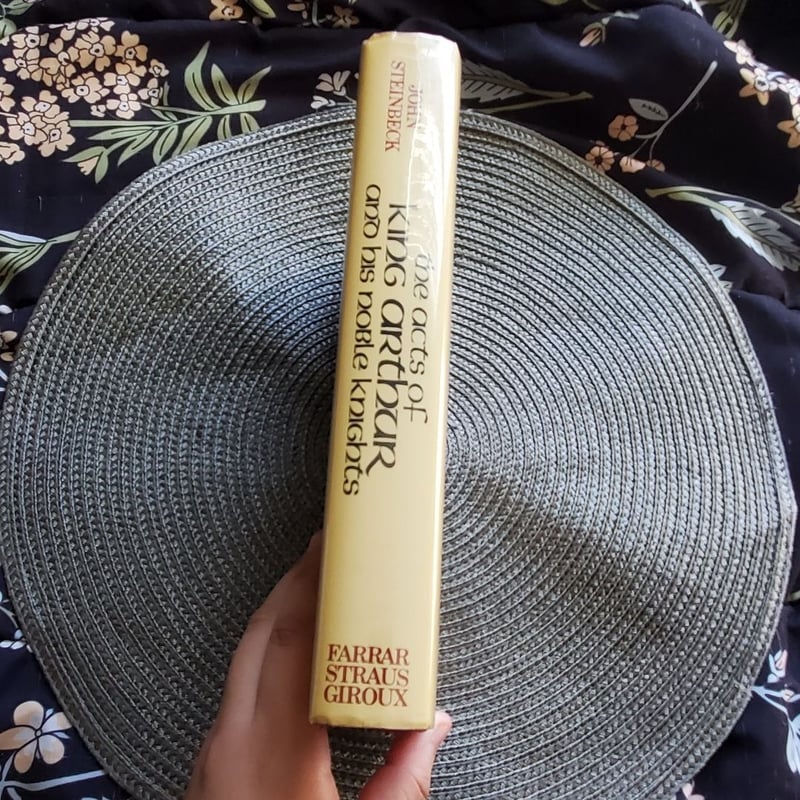 JOHN
STEINBECK
the acts of
KING ARTHUR
and his noble knights
FARRAR
STRAUS
GIROUX